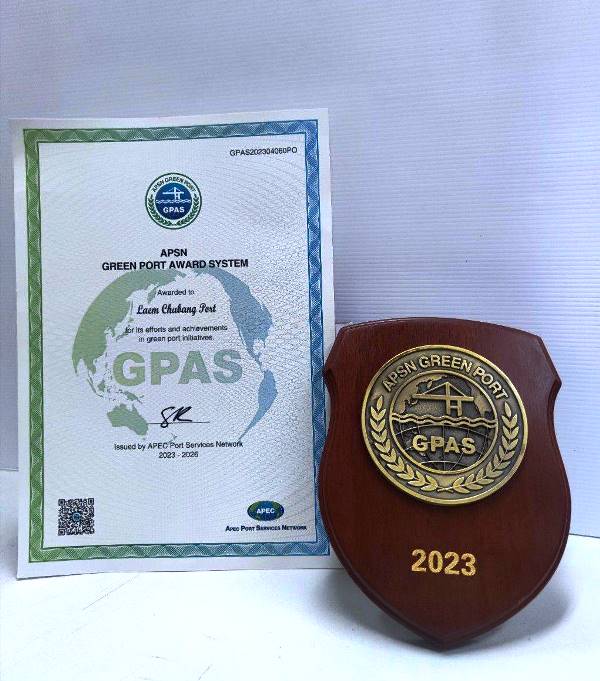 GPAS202304060PO
APSN GREEN PORT
GPAS
APSN
GREEN PORT AWARD SYSTEM
Awarded to
Laem Chabang Port
for its efforts and achievements
in green port initiatives.
GPAS
Issued by APEC Port Services Network
2023 - 2026
APEC
APEC PORT SERVICES NETWORK
APSN GREEN PORT
GPAS
2023